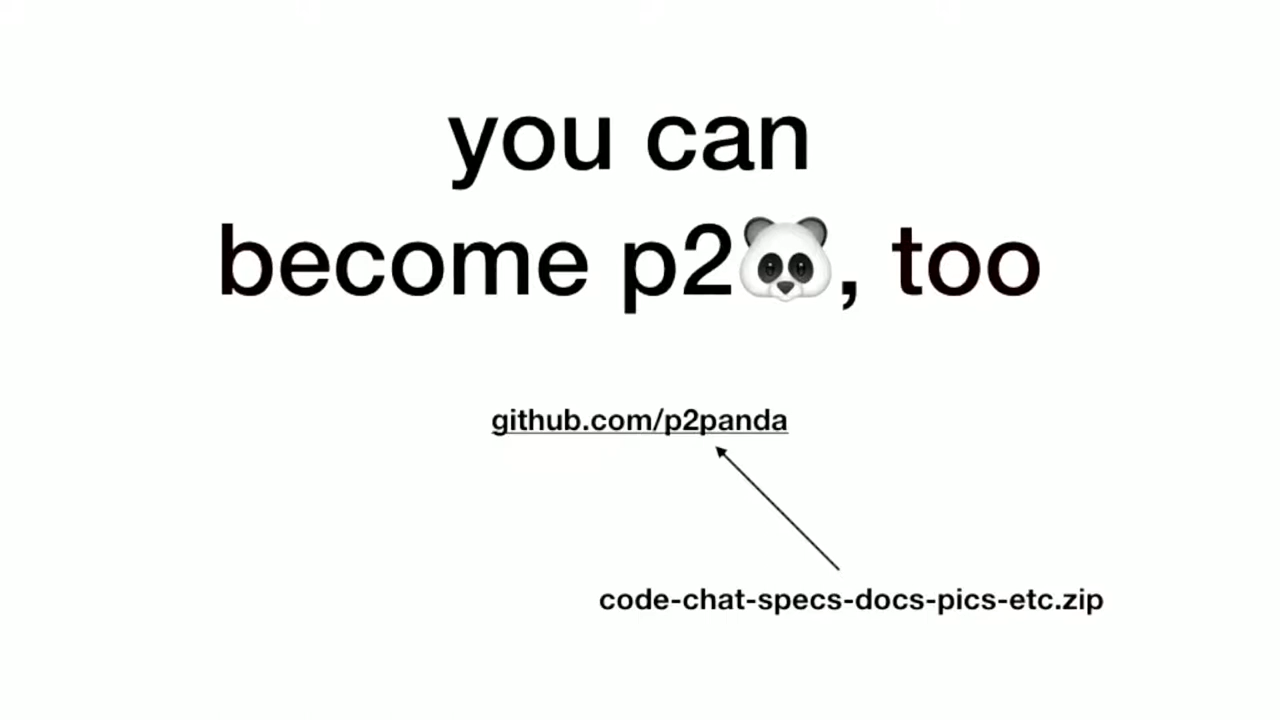 you can
become p2🐼, too
github.com/p2panda
code-chat-specs-docs-pics-etc.zip